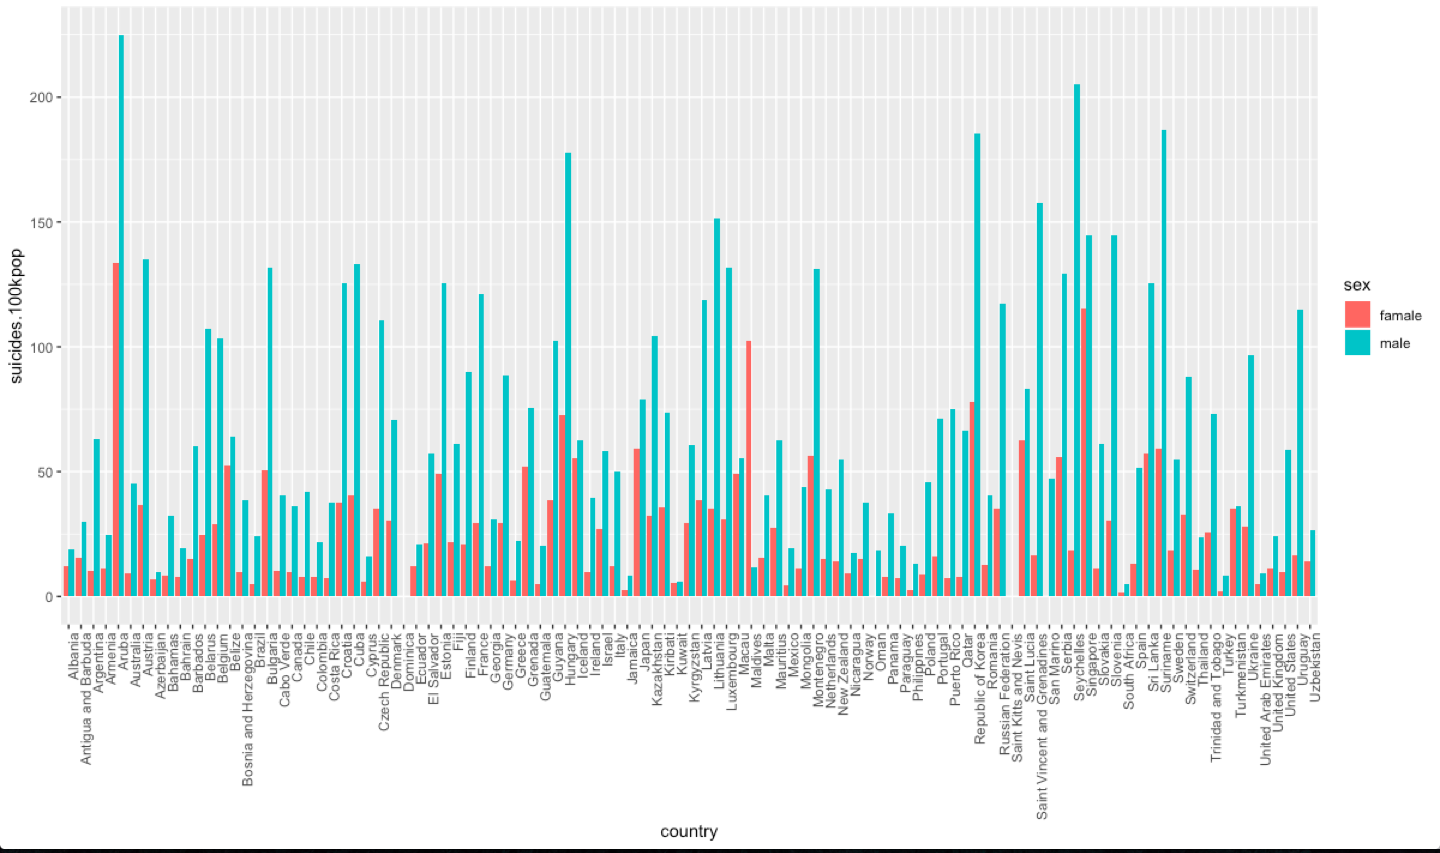 suicides.100kpop
200
150
100
50
0
Albania
Antigua and Barbuda
Argentina
Armenia
Aruba
Australia
Austria
Azerbaijan
Bahamas
Bahrain
Barbados
Belarus
Belgium
Belize
Bosnia and Herzegovina
Brazil
Bulgaria
Cabo Verde
Canada
Chile
Colombia
Costa Rica
Croatia
Cuba
Cyprus
Czech Republic
Denmark
Dominica
Ecuador
El Salvador
Estonia
Fiji
Finland
France
Georgia
Germany
Greece
Grenada
Guatemala
Guyana
Hungary
Iceland
Ireland
Israel
Italy
Jamaica
Japan
Kazakhstan
Kiribati
Kuwait
Kyrgyzstan
Latvia
Lithuania
Luxembourg
Macau
Maldives
Malta
Mauritius
Mexico
Mongolia
Montenegro
Netherlands
New Zealand
Nicaragua
Norway
Oman
Panama
Paraguay
Philippines
Poland
Portugal
Puerto Rico
Qatar
Republic of Korea
Romania
Russian Federation
Saint Kitts and Nevis
Saint Lucia
Saint Vincent and Grenadines
San Marino
Serbia
Seychelles
Singapore
Slovakia
Slovenia
South Africa
Spain
Sri Lanka
Suriname
Sweden
Switzerland
Thailand
Trinidad and Tobago
Turkey
Turkmenistan
Ukraine
United Arab Emirates
United Kingdom
United States
Uruguay
Uzbekistan
country
sex
famale
male